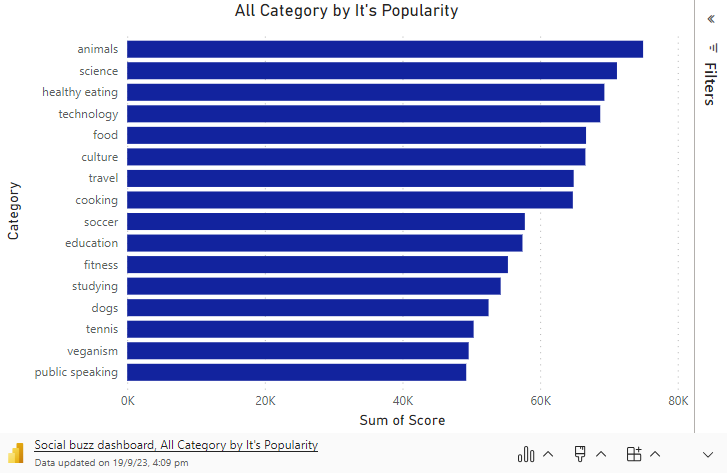 All Category by It's Popularity
Filters
Category
animals
science
healthy eating
technology
food
culture
travel
cooking
soccer
education
fitness
studying
dogs
tennis
veganism
public speaking
0K 20K 40K 60K 80K
Sum of Score
Social buzz dashboard, All Category by It's Popularity
Data updated on 19/9/23, 4:09 pm